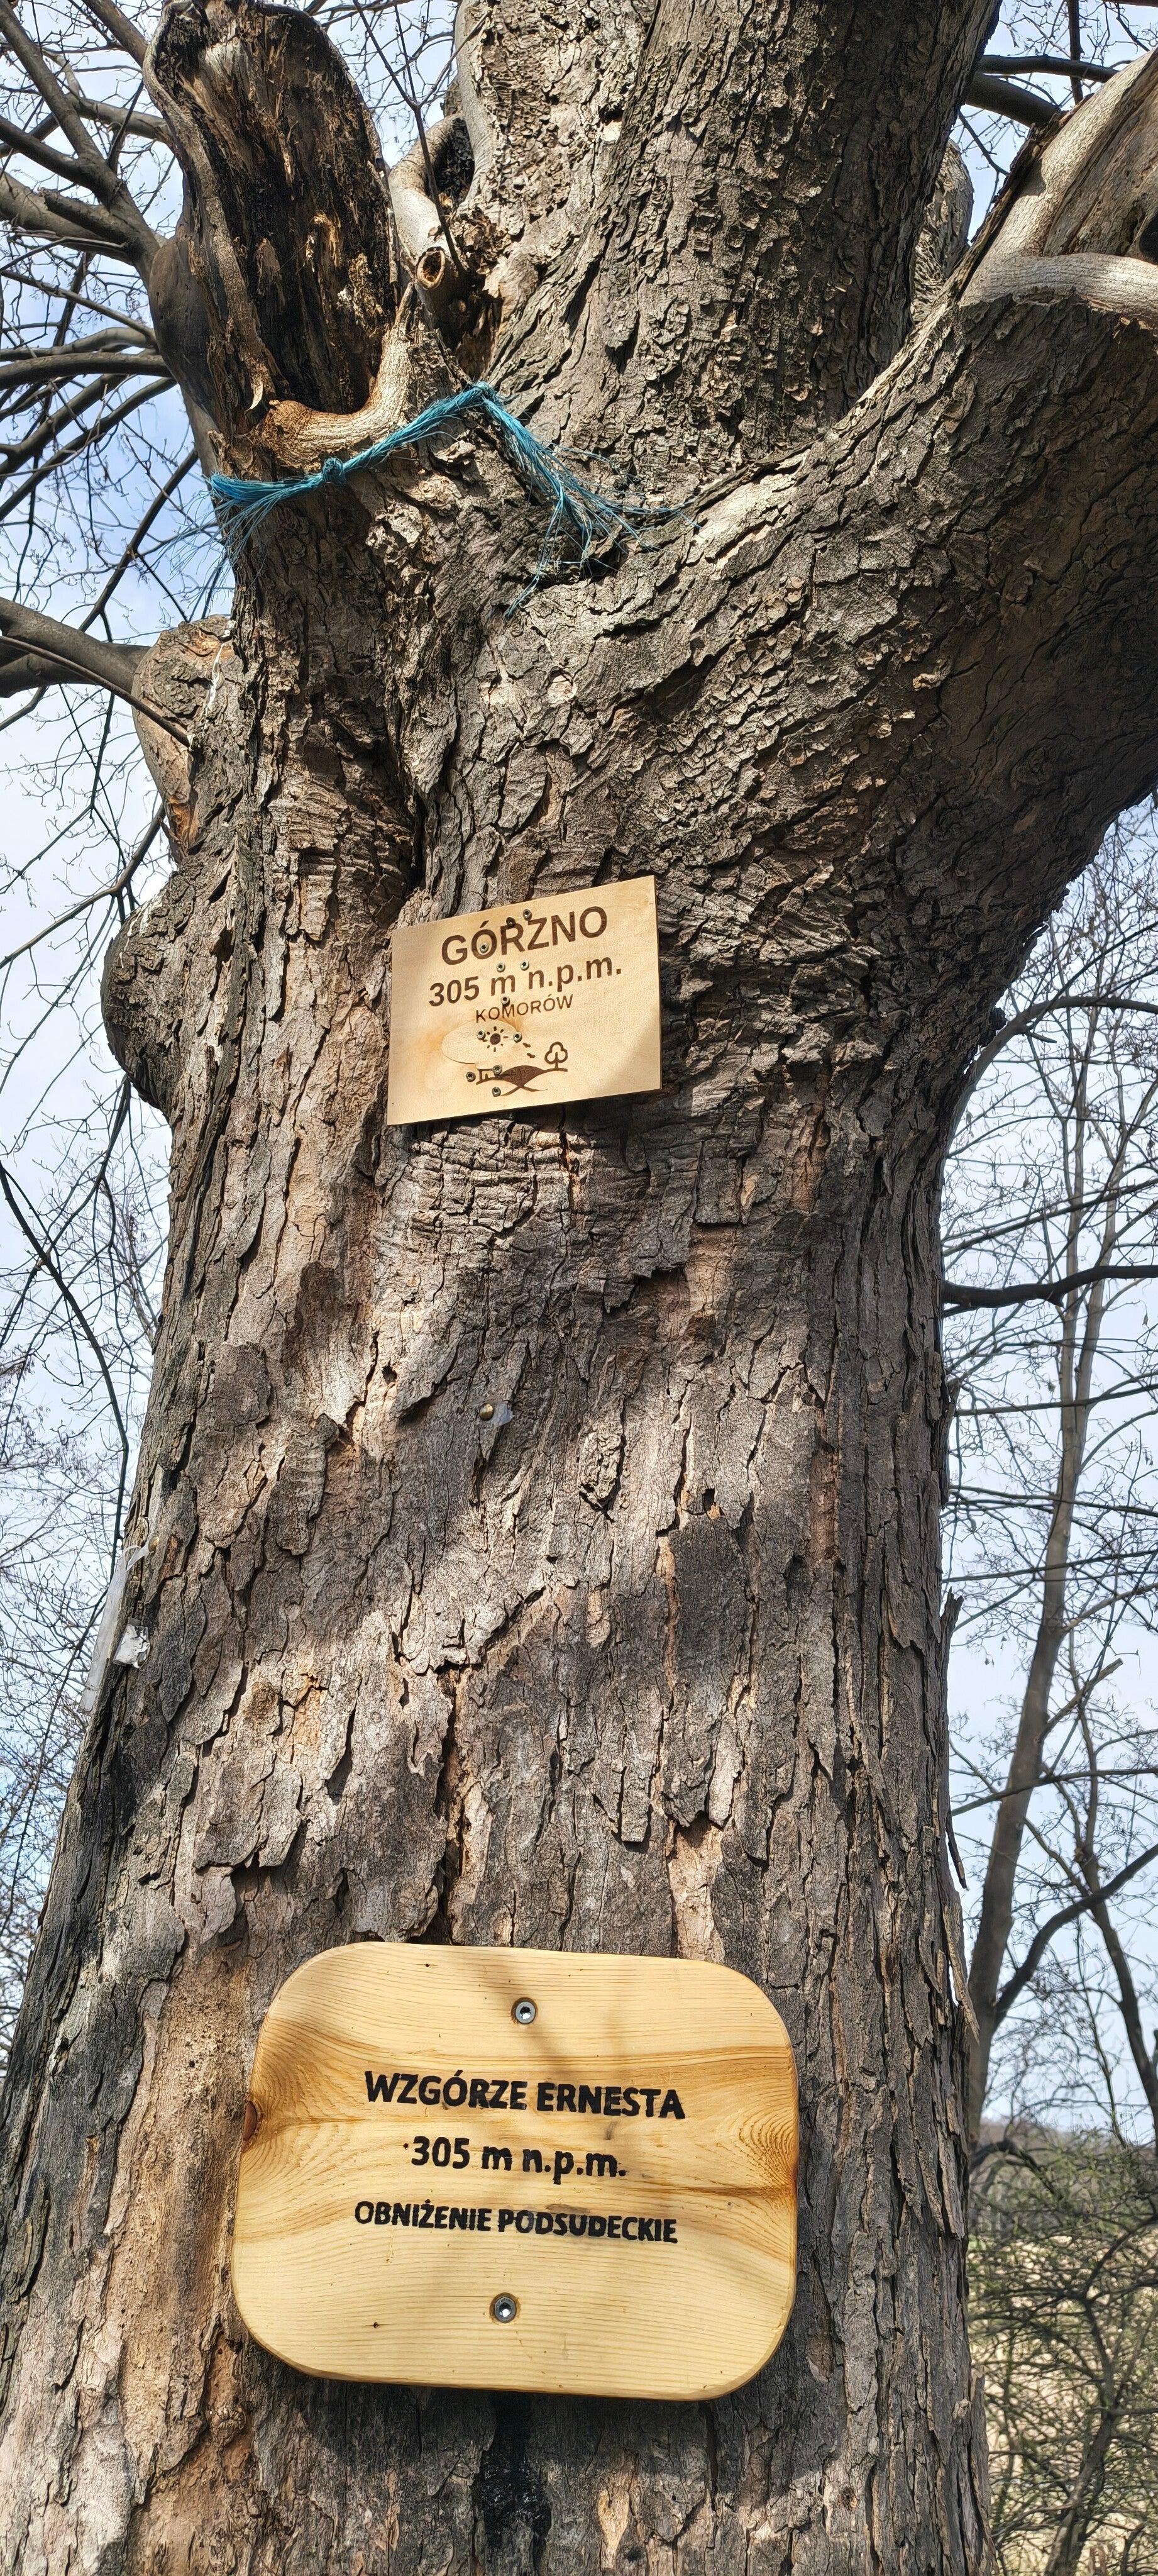 GÓRZNO
305 m n.p.m.
KOMORÓW
WZGÓRZE ERNESTA
305 m n.p.m.
OBNIŻENIE PODSUDECKIE